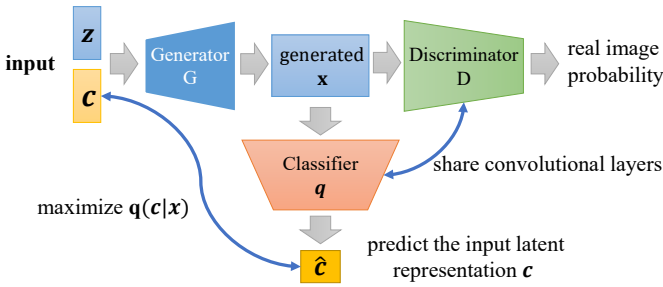 z
input
c
Generator
G
generated
x
Discriminator
D
real image
probability
Classifier
q
share convolutional layers
maximize q(c|x)
ĉ
predict the input latent
representation c